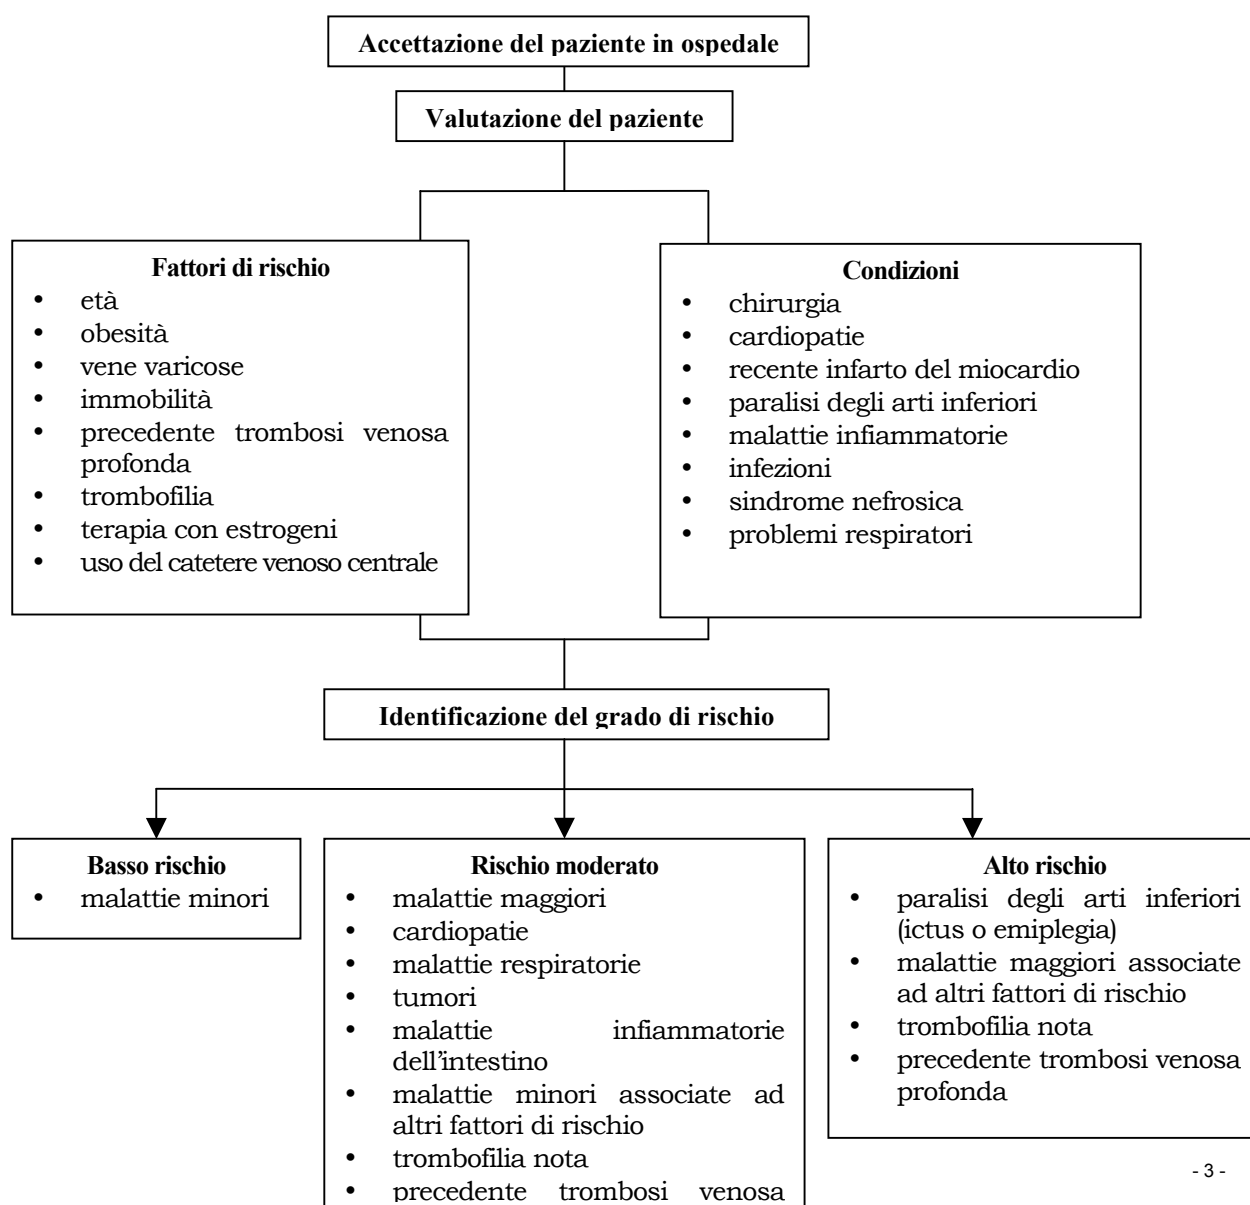 Accettazione del paziente in ospedale
Valutazione del paziente
Fattori di rischio
• età
• obesità
• vene varicose
• immobilità
• precedente trombosi venosa
profonda
• trombofilia
• terapia con estrogeni
• uso del catetere venoso centrale
Condizioni
• chirurgia
• cardiopatie
• recente infarto del miocardio
• paralisi degli arti inferiori
• malattie infiammatorie
• infezioni
• sindrome nefrosica
• problemi respiratori
Identificazione del grado di rischio
Basso rischio
• malattie minori
Rischio moderato
• malattie maggiori
• cardiopatie
• malattie respiratorie
• tumori
• malattie infiammatorie
dell'intestino
• malattie minori associate ad
altri fattori di rischio
• trombofilia nota
• precedente trombosi venosa
Alto rischio
• paralisi degli arti inferiori
(ictus o emiplegia)
• malattie maggiori associate
ad altri fattori di rischio
• trombofilia nota
• precedente trombosi venosa
profonda
- 3 -